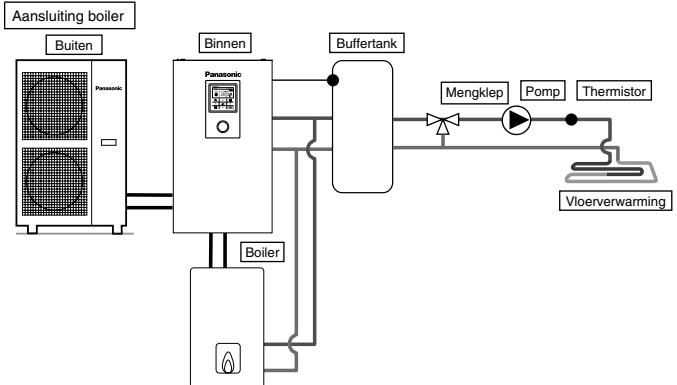 Aansluiting boiler
Buiten
Binnen
Buffertank
Panasonic
Panasonic
Mengklep
Pomp
Thermistor
Vloerverwarming
Boiler